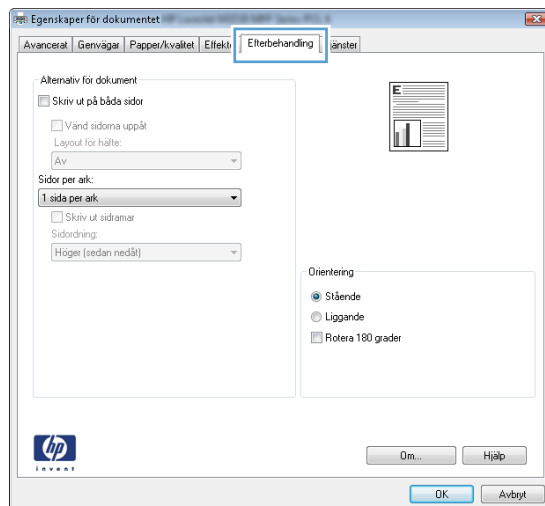 Egenskaper för dokumentet
Avancerat Genvägar Papper/kvalitet Effekt Efterbehandling jänster
Alternativ för dokument
Skriv ut på båda sidor
Vänd sidorna uppåt
Layout för häfte:
Av
Sidor per ark:
1 sida per ark
Skriv ut sidramar
Sidordning:
Höger (sedan nedåt)
E
Orientering
Stående
Liggande
Rotera 180 grader
hp
invent
Om... Hjälp
OK Avbryt